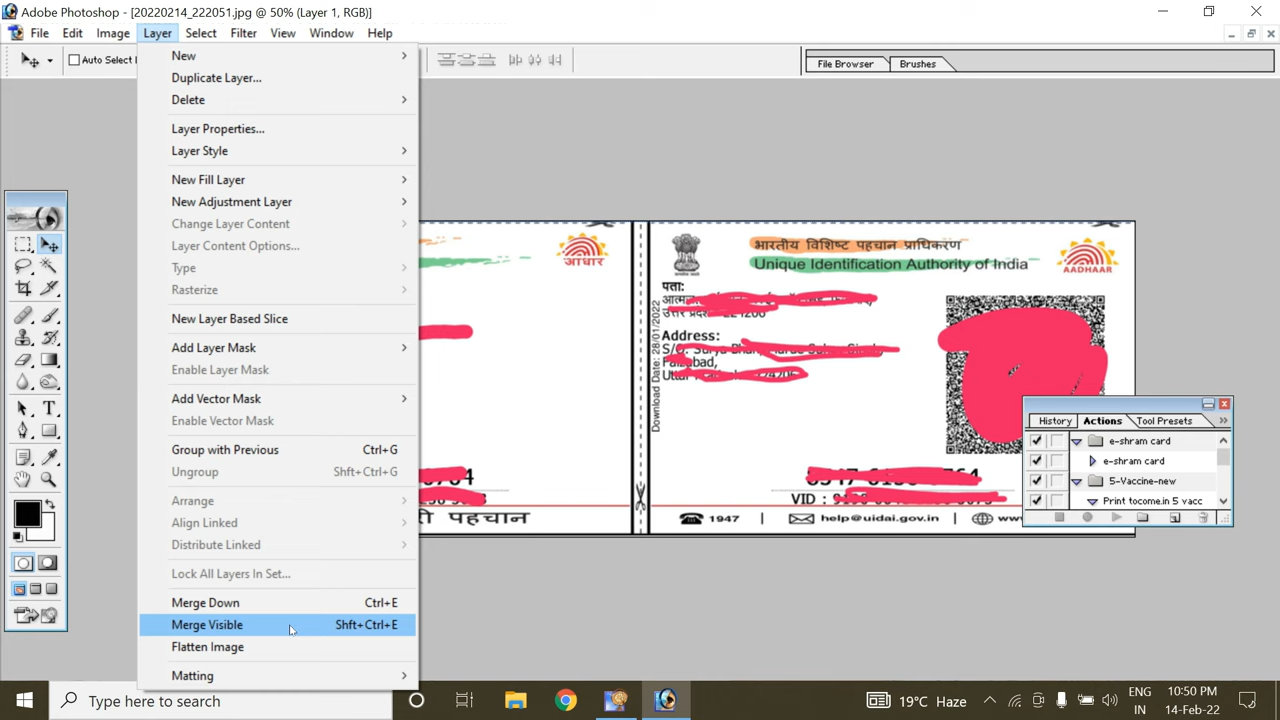 Adobe Photoshop - [20220214_222051.jpg @ 50% (Layer 1, RGB)]
File Edit Image Layer Select Filter View Window Help
Auto Select
File Browser Brushes
New
Duplicate Layer...
Delete
Layer Properties...
Layer Style
New Fill Layer
New Adjustment Layer
Change Layer Content
Layer Content Options...
Type
Rasterize
New Layer Based Slice
Add Layer Mask
Enable Layer Mask
Add Vector Mask
Enable Vector Mask
Group with Previous Ctrl+G
Ungroup Shft+Ctrl+G
Arrange
Align Linked
Distribute Linked
Lock All Layers In Set...
Merge Down Ctrl+E
Merge Visible Shft+Ctrl+E
Flatten Image
Matting
आधार
पहचान
भारतीय विशिष्ट पहचान प्राधिकरण
Unique Identification Authority of India
AADHAAR
पता:
Address:
Download Date: 28/01/2022
VID :
1947 | help@uidai.gov.in |
History Actions Tool Presets
e-shram card
e-shram card
5-Vaccine-new
Print tocome.in 5 vacc
Type here to search
19°C Haze
ENG
IN
10:50 PM
14-Feb-22